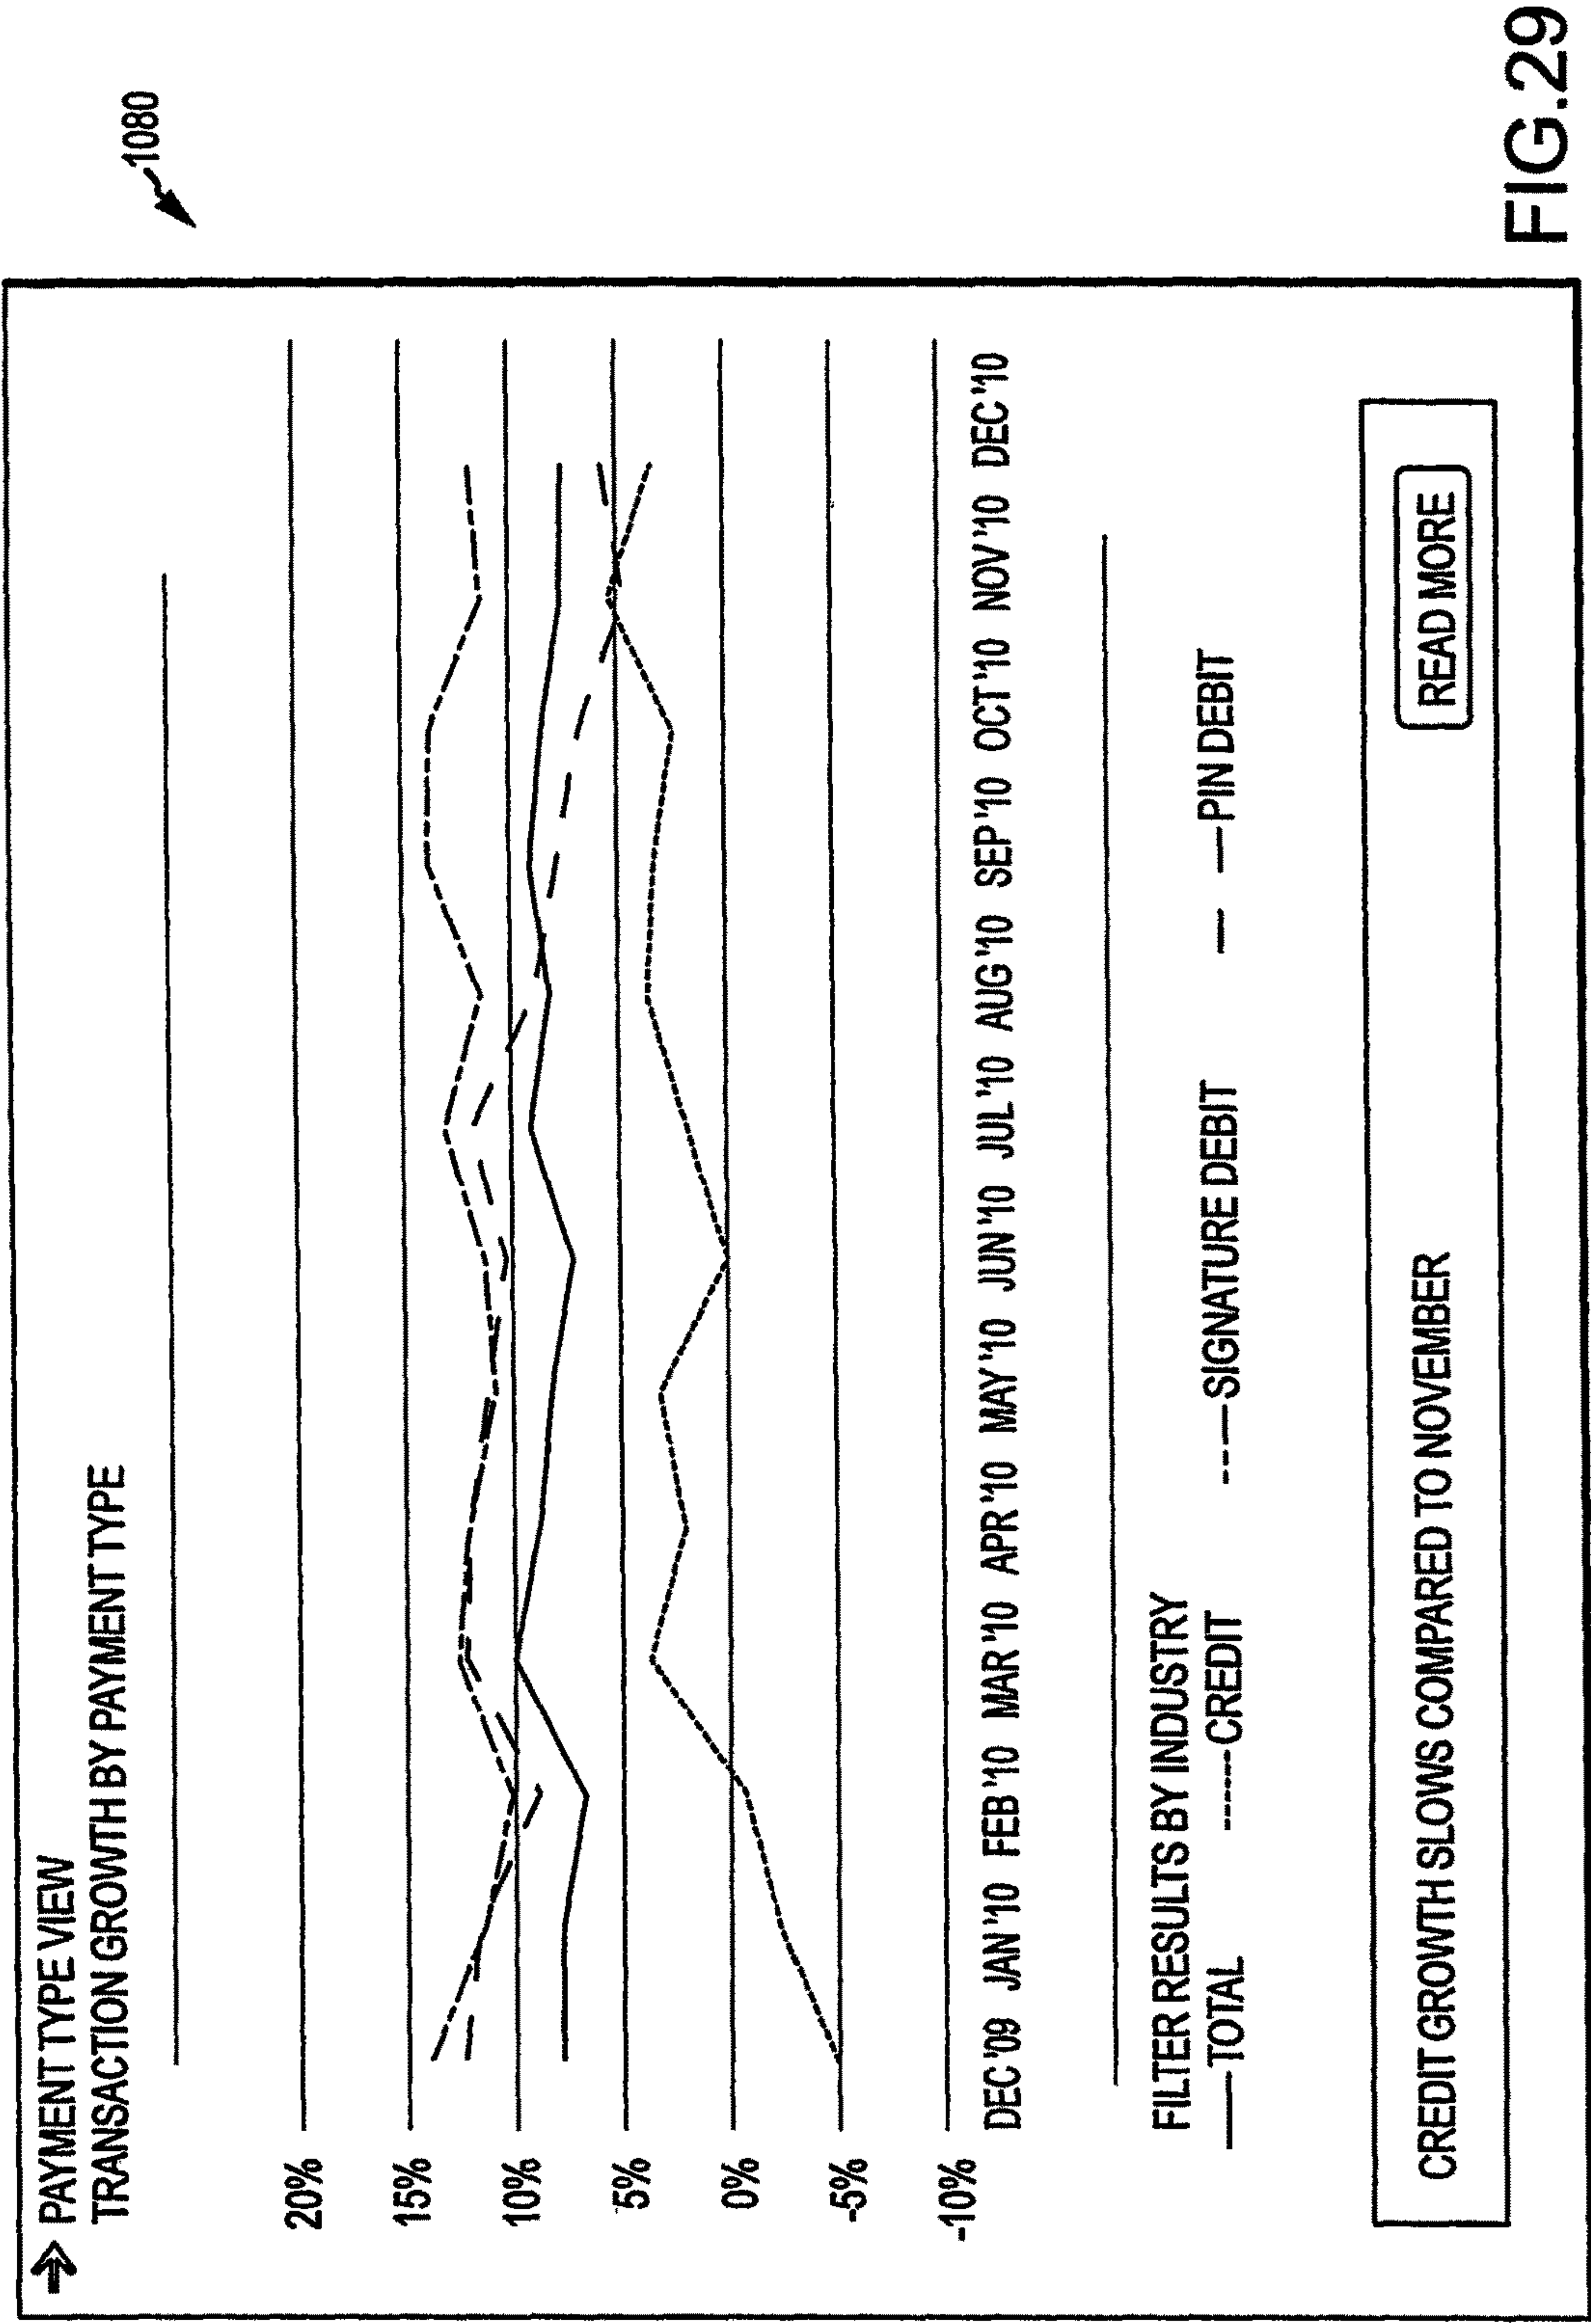 1080
PAYMENT TYPE VIEW
TRANSACTION GROWTH BY PAYMENT TYPE
20%
15%
10%
5%
0%
-5%
-10%
DEC '09 JAN '10 FEB '10 MAR '10 APR '10 MAY '10 JUN '10 JUL '10 AUG '10 SEP '10 OCT '10 NOV '10 DEC '10
FILTER RESULTS BY INDUSTRY
TOTAL CREDIT SIGNATURE DEBIT PIN DEBIT
CREDIT GROWTH SLOWS COMPARED TO NOVEMBER READ MORE
FIG.29